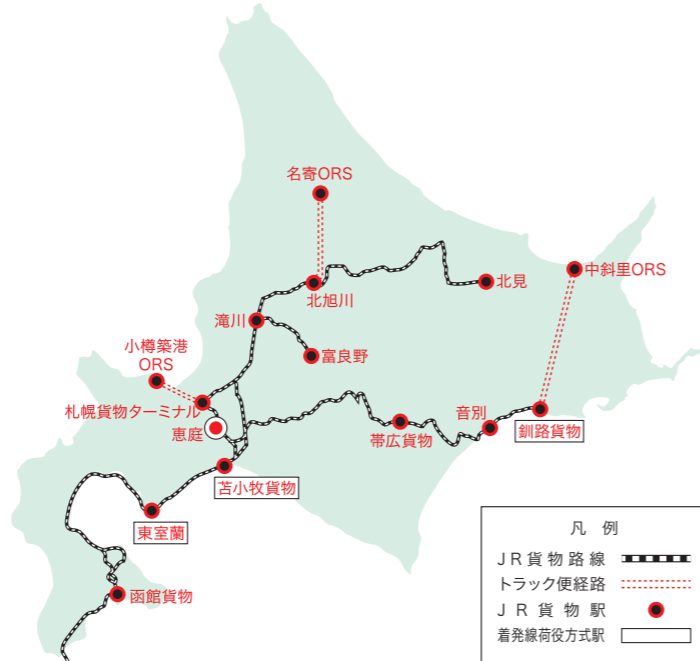 名寄ORS
中斜里ORS
北見
北旭川
滝川
小樽築港
ORS
富良野
札幌貨物ターミナル
恵庭
帯広貨物
音別
釧路貨物
苫小牧貨物
東室蘭
函館貨物
凡 例
JR貨物路線
トラック便経路
JR貨物駅
着発線荷役方式駅